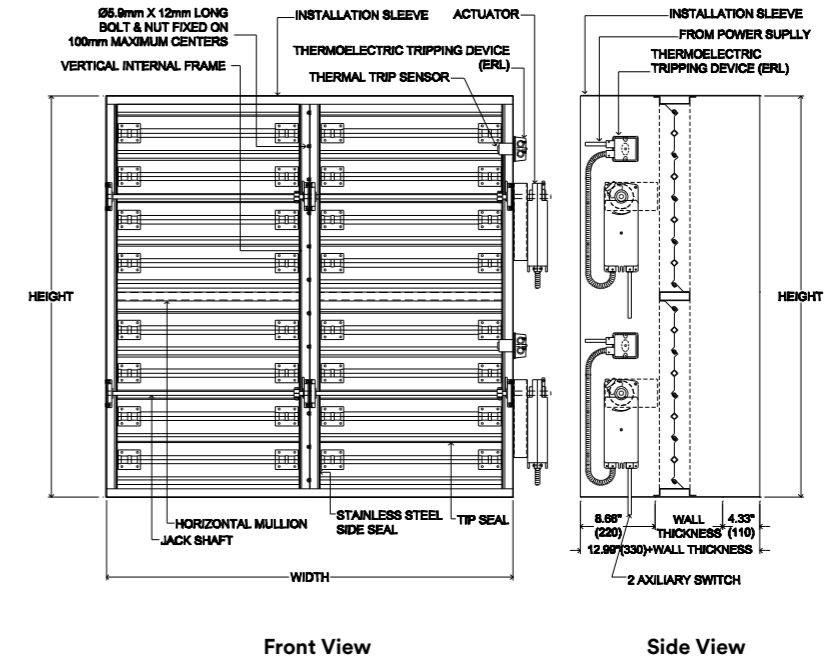 Ø5.9mm X 12mm LONG
BOLT & NUT FIXED ON
100mm MAXIMUM CENTERS
VERTICAL INTERNAL FRAME
INSTALLATION SLEEVE
ACTUATOR
THERMOELECTRIC TRIPPING DEVICE
(ERL)
THERMAL TRIP SENSOR
INSTALLATION SLEEVE
FROM POWER SUPLLY
THERMOELECTRIC
TRIPPING DEVICE (ERL)
HEIGHT
HEIGHT
HORIZONTAL MULLION
JACK SHAFT
STAINLESS STEEL
SIDE SEAL
TIP SEAL
WIDTH
8.66"
(220)
WALL
THICKNESS
4.33"
(110)
12.99"(330)+WALL THICKNESS
2 AXILIARY SWITCH
Front View
Side View